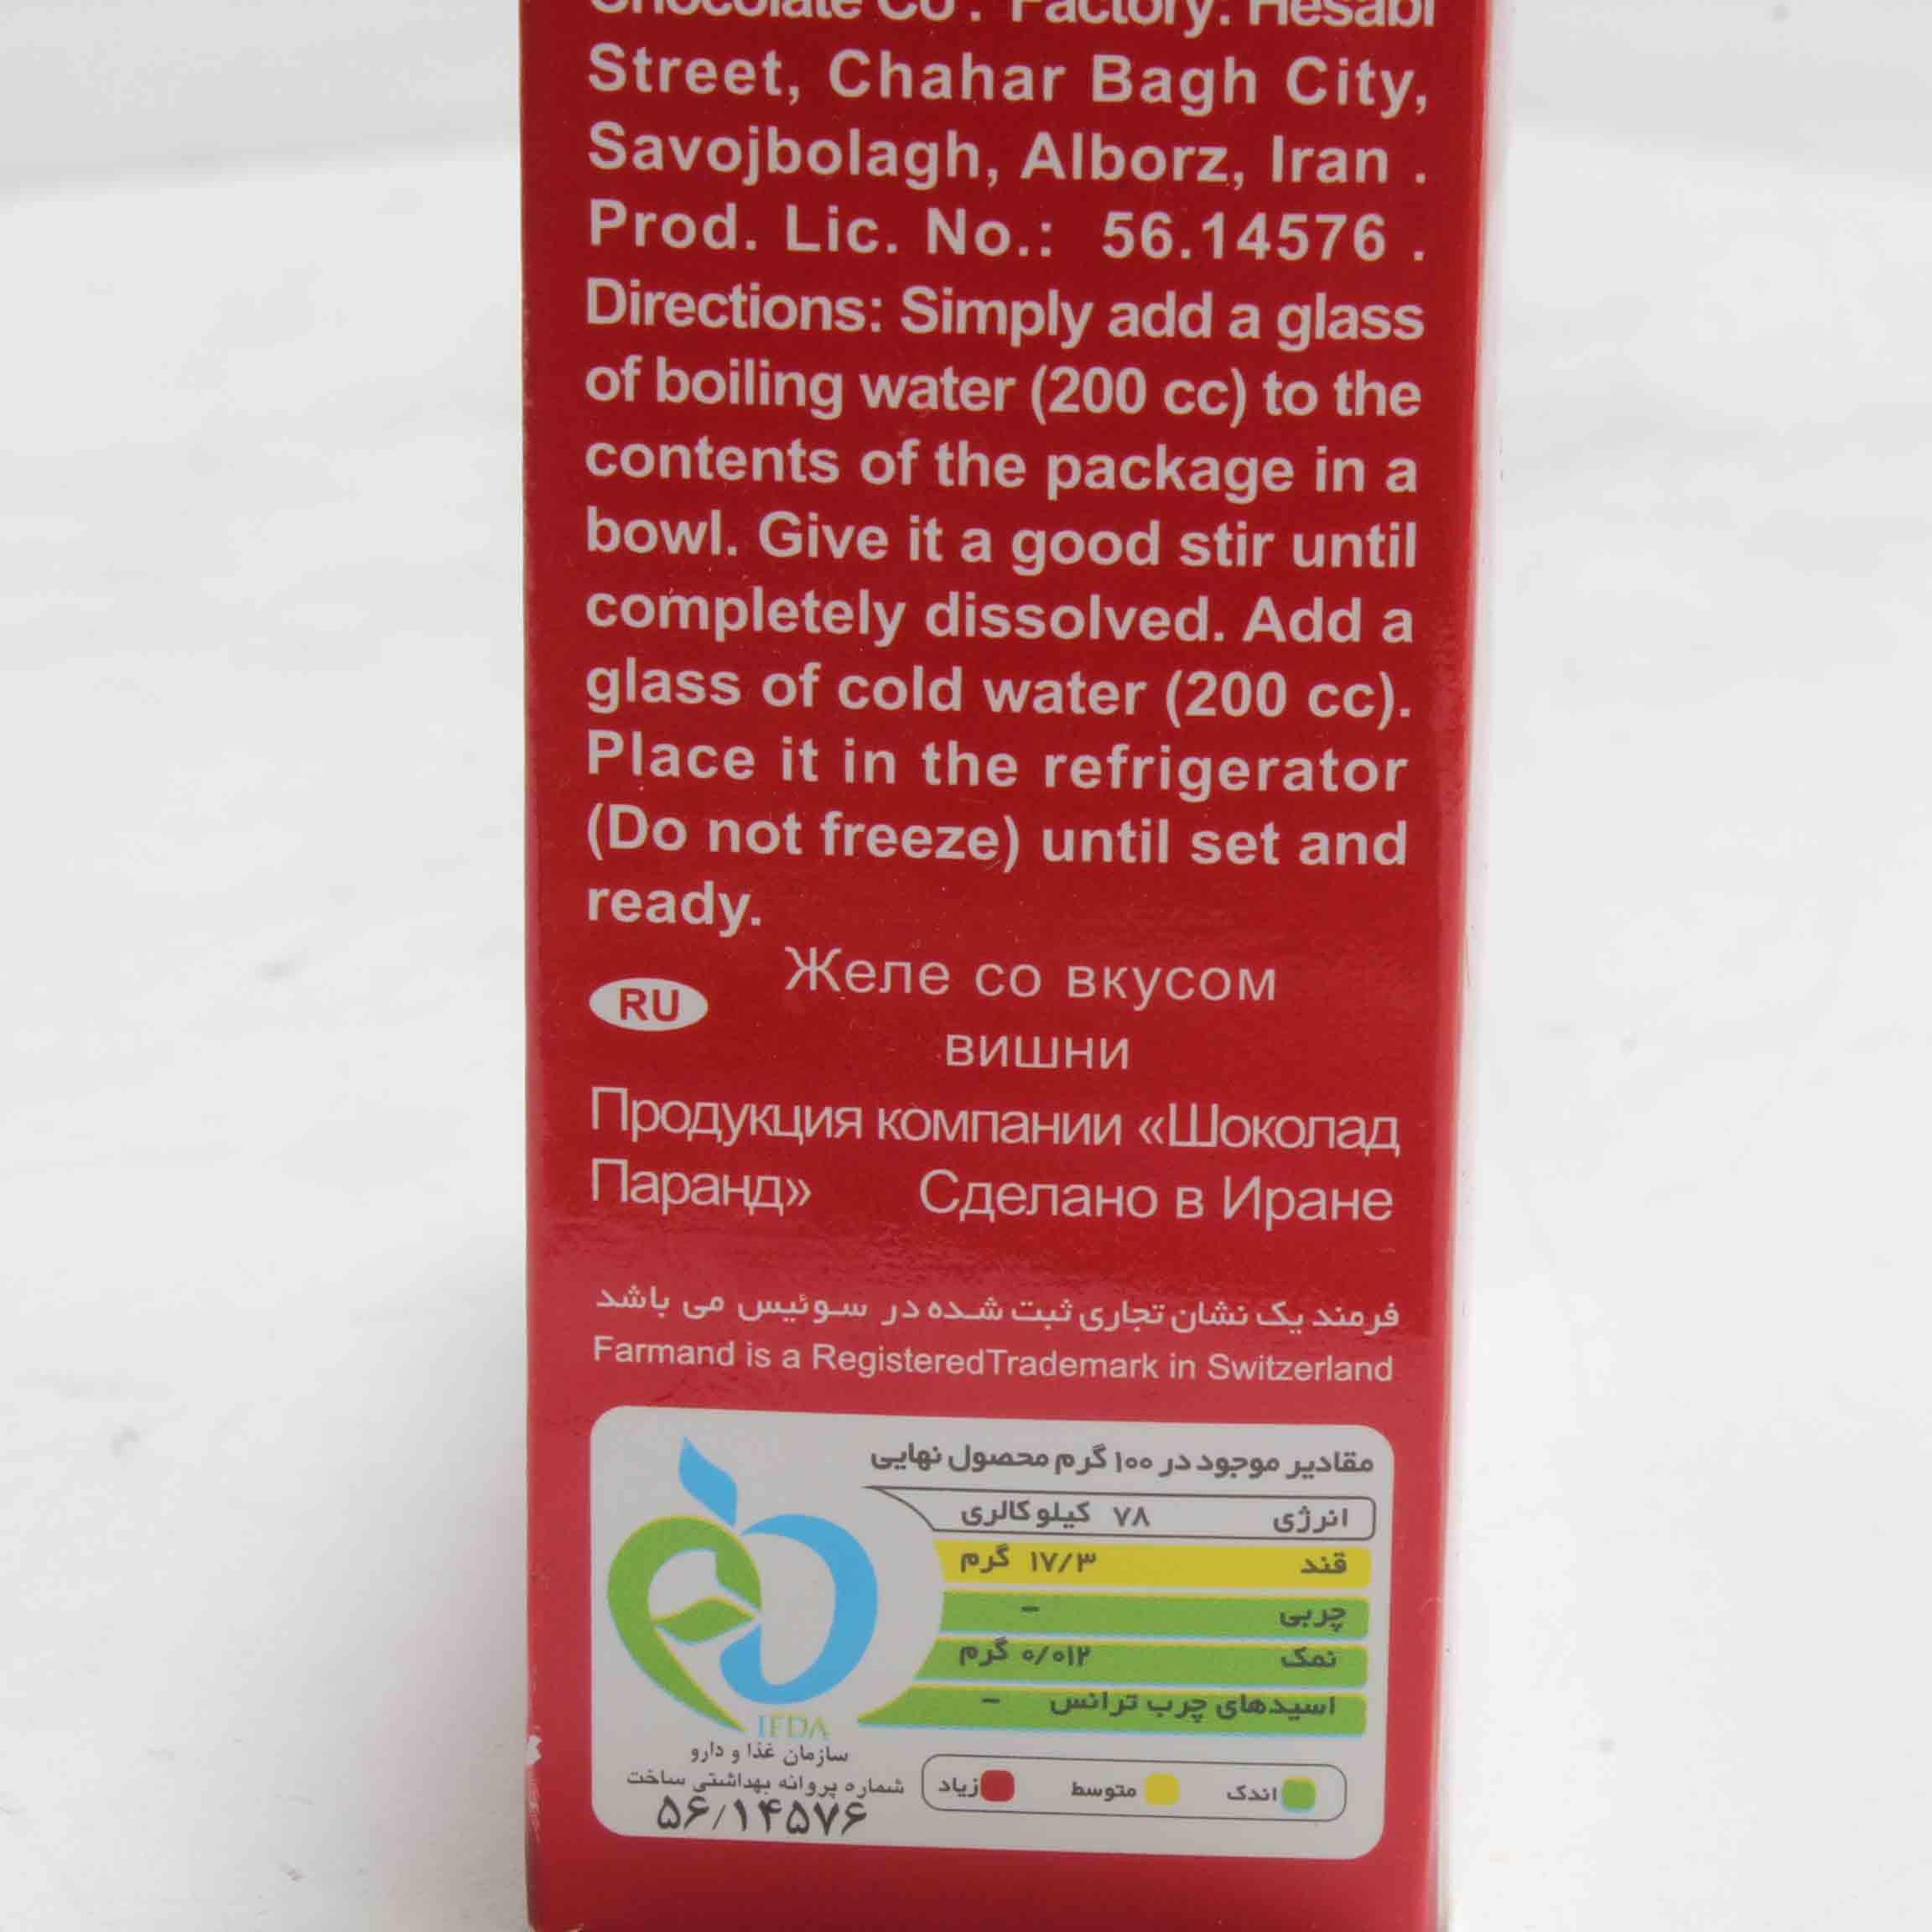 Chocolate Co . Factory: Hesabi
Street, Chahar Bagh City,
Savojbolagh, Alborz, Iran .
Prod. Lic. No.: 56.14576 .
Directions: Simply add a glass
of boiling water (200 cc) to the
contents of the package in a
bowl. Give it a good stir until
completely dissolved. Add a
glass of cold water (200 cc).
Place it in the refrigerator
(Do not freeze) until set and
ready.
RU
Желе со вкусом
вишни
Продукция компании «Шоколад
Паранд» Сделано в Иране
فرمند یک نشان تجاری ثبت شده در سوئیس می باشد
Farmand is a RegisteredTrademark in Switzerland
مقادیر موجود در ۱۰۰ گرم محصول نهایی
انرژی ۷۸ کیلو کالری
قند ۱۷/۳ گرم
چربی -
نمک ۰/۰۱۲ گرم
اسیدهای چرب ترانس -
IFDA
سازمان غذا و دارو
شماره پروانه بهداشتی ساخت
۵۶/۱۴۵۷۶
اندک متوسط زیاد